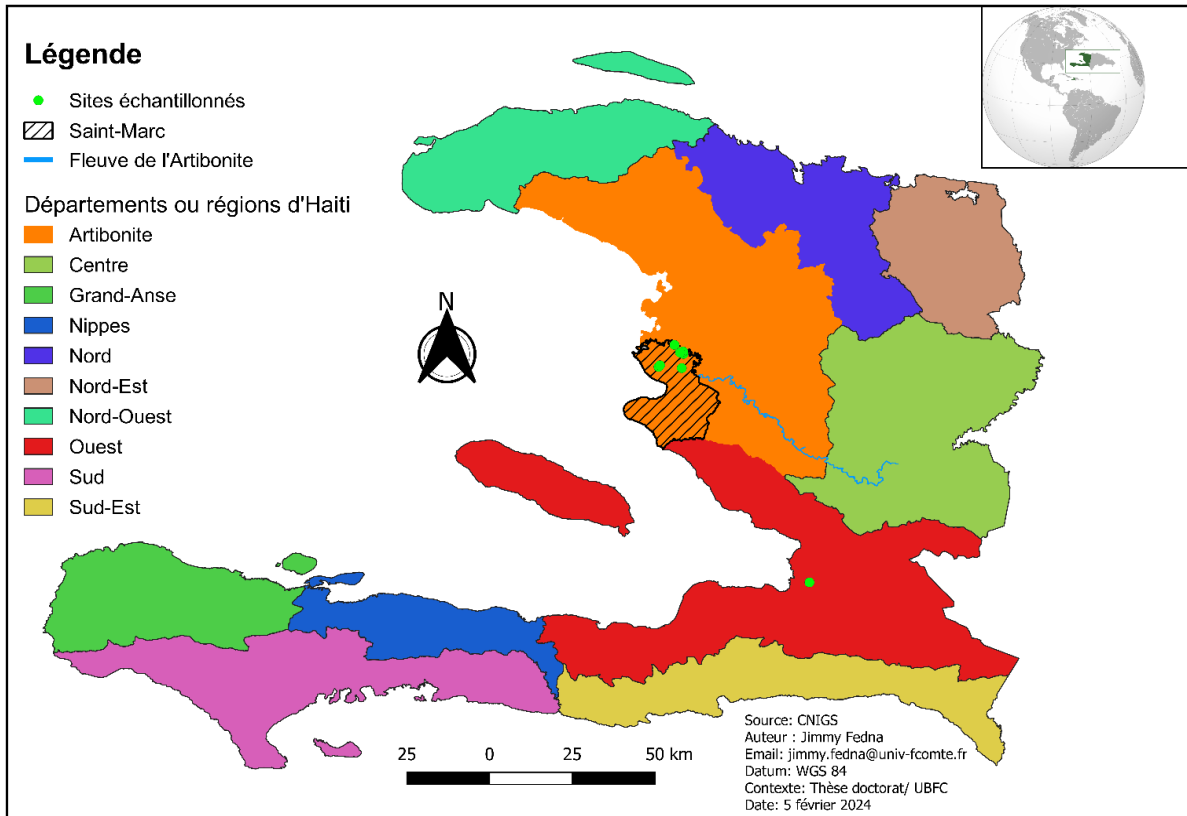 Légende
Sites échantillonnés
Saint-Marc
Fleuve de l'Artibonite
Départements ou régions d'Haiti
Artibonite
Centre
Grand-Anse
Nippes
Nord
Nord-Est
Nord-Ouest
Ouest
Sud
Sud-Est
N
25 0 25 50 km
Source: CNIGS
Auteur : Jimmy Fedna
Email: jimmy.fedna@univ-fcomte.fr
Datum: WGS 84
Contexte: Thèse doctorat/ UBFC
Date: 5 février 2024